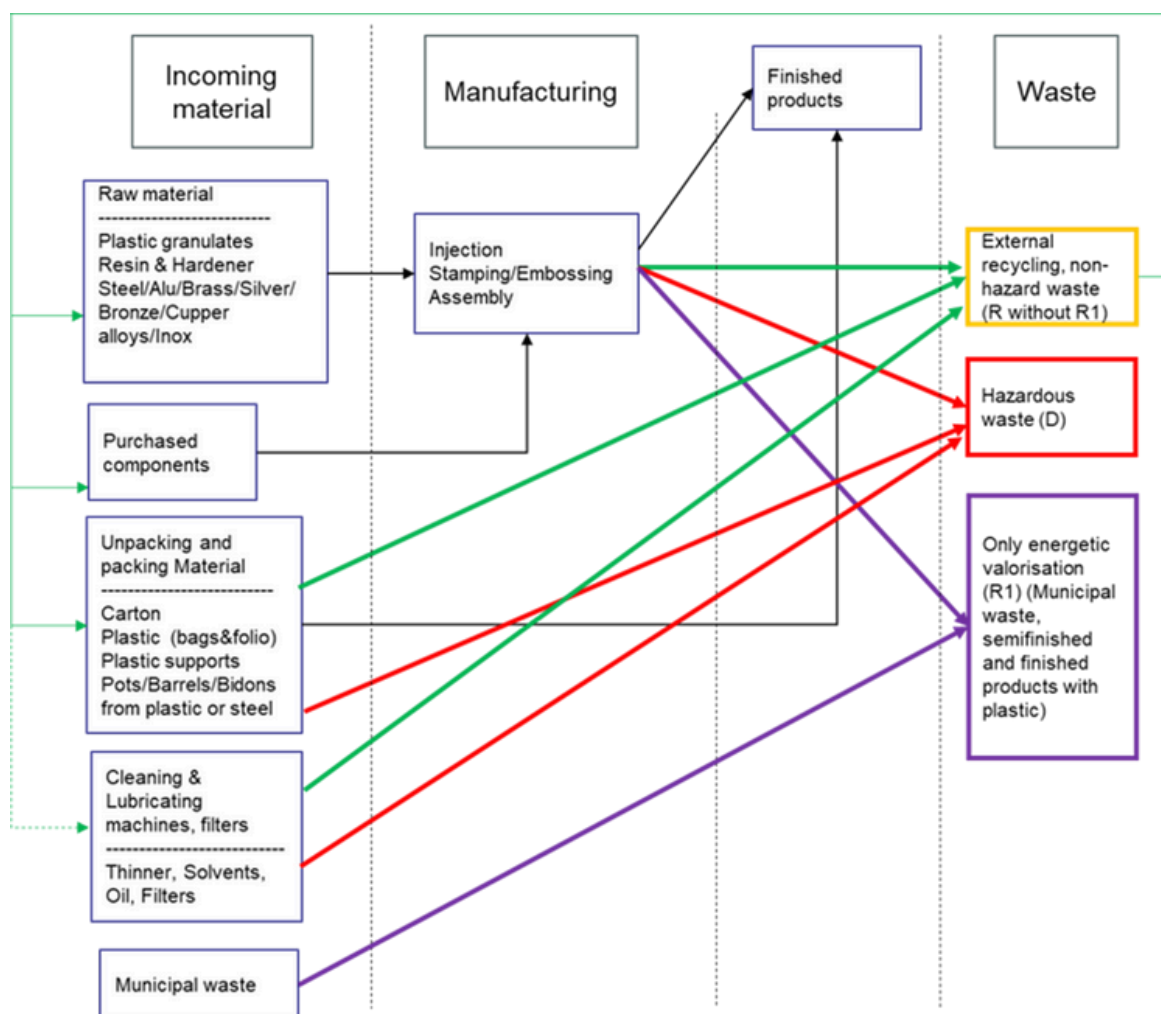 Incoming
material
Manufacturing
Finished
products
Waste
Raw material
---------------------------
Plastic granulates
Resin & Hardener
Steel/Alu/Brass/Silver/
Bronze/Cupper
alloys/Inox
Injection
Stamping/Embossing
Assembly
External
recycling, non-
hazard waste
(R without R1)
Hazardous
waste (D)
Purchased
components
Unpacking and
packing Material
---------------------------
Carton
Plastic (bags&folio)
Plastic supports
Pots/Barrels/Bidons
from plastic or steel
Only energetic
valorisation
(R1) (Municipal
waste,
semifinished
and finished
products with
plastic)
Cleaning &
Lubricating
machines, filters
---------------------------
Thinner, Solvents,
Oil, Filters
Municipal waste